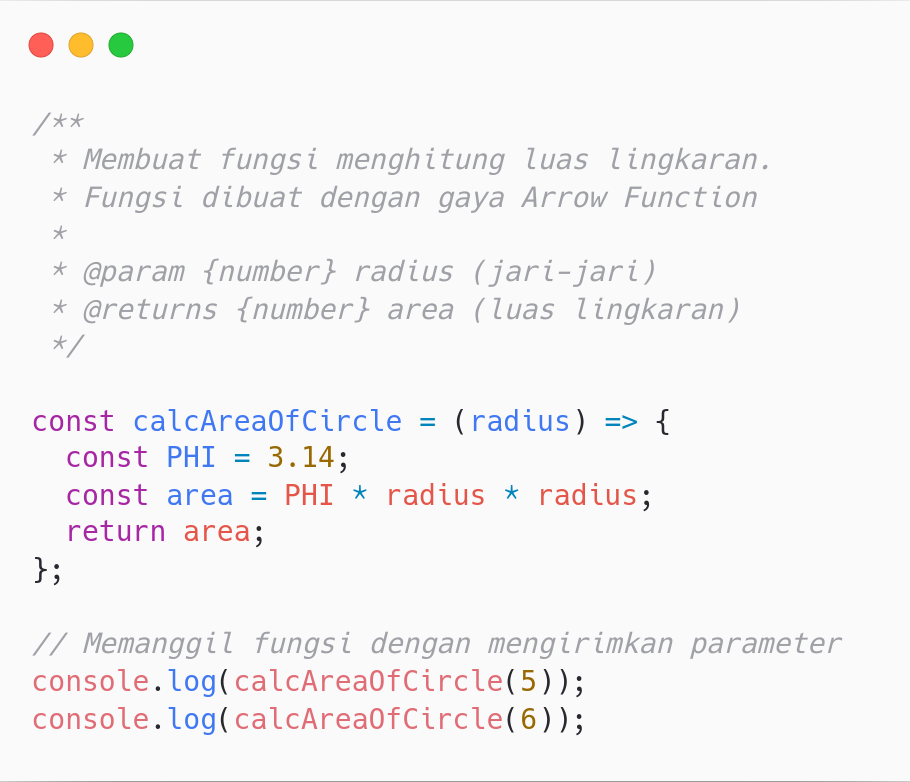 /**
 * Membuat fungsi menghitung luas lingkaran.
 * Fungsi dibuat dengan gaya Arrow Function
 *
 * @param {number} radius (jari-jari)
 * @returns {number} area (luas lingkaran)
 */

const calcAreaOfCircle = (radius) => {
  const PHI = 3.14;
  const area = PHI * radius * radius;
  return area;
};

// Memanggil fungsi dengan mengirimkan parameter
console.log(calcAreaOfCircle(5));
console.log(calcAreaOfCircle(6));